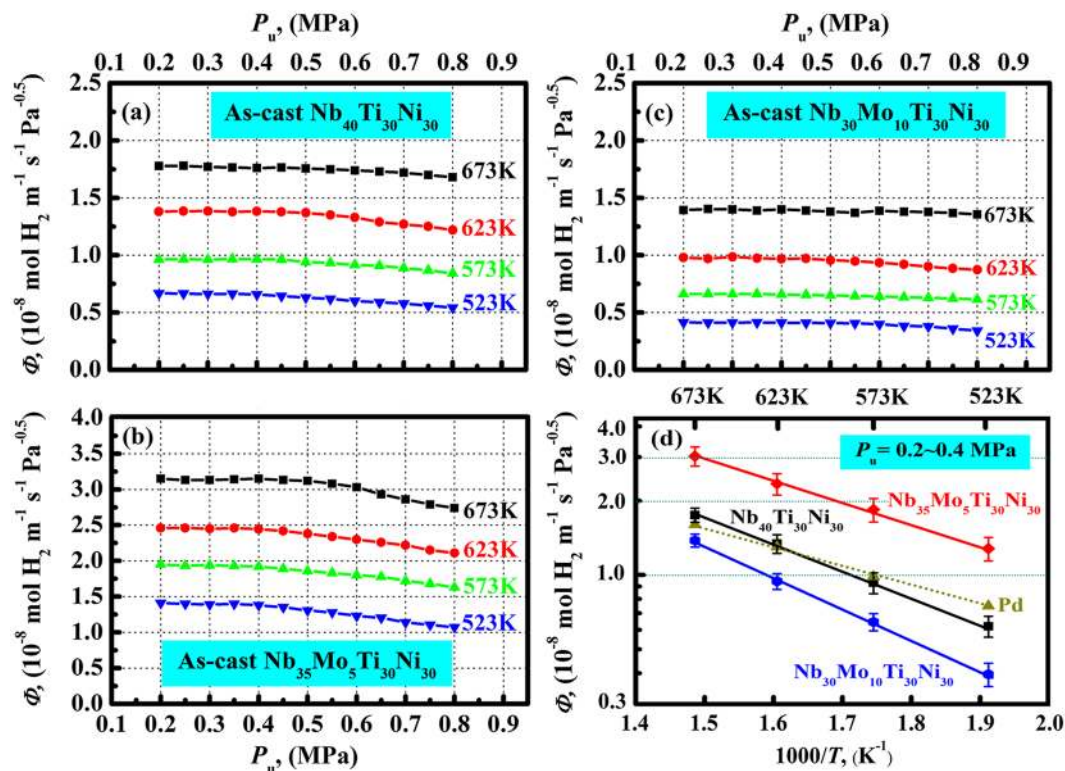 P_u, (MPa)
0.1 0.2 0.3 0.4 0.5 0.6 0.7 0.8 0.9
2.5
2.0
1.5
1.0
0.5
0.0
Φ, (10⁻⁸ mol H₂ m⁻¹ s⁻¹ Pa⁻⁰·⁵)
(a)
As-cast Nb₄₀Ti₃₀Ni₃₀
673K
623K
573K
523K
P_u, (MPa)
0.1 0.2 0.3 0.4 0.5 0.6 0.7 0.8 0.9
2.5
2.0
1.5
1.0
0.5
0.0
Φ, (10⁻⁸ mol H₂ m⁻¹ s⁻¹ Pa⁻⁰·⁵)
(c)
As-cast Nb₃₀Mo₁₀Ti₃₀Ni₃₀
673K
623K
573K
523K
4.0
3.5
3.0
2.5
2.0
1.5
1.0
0.5
0.0
Φ, (10⁻⁸ mol H₂ m⁻¹ s⁻¹ Pa⁻⁰·⁵)
(b)
673K
623K
573K
523K
As-cast Nb₃₅Mo₅Ti₃₀Ni₃₀
0.1 0.2 0.3 0.4 0.5 0.6 0.7 0.8 0.9
P_u, (MPa)
673K 623K 573K 523K
4.0
3.0
2.0
1.0
0.3
Φ, (10⁻⁸ mol H₂ m⁻¹ s⁻¹ Pa⁻⁰·⁵)
(d)
P_u = 0.2~0.4 MPa
Nb₃₅Mo₅Ti₃₀Ni₃₀
Nb₄₀Ti₃₀Ni₃₀
Pd
Nb₃₀Mo₁₀Ti₃₀Ni₃₀
1.4 1.5 1.6 1.7 1.8 1.9 2.0
1000/T, (K⁻¹)